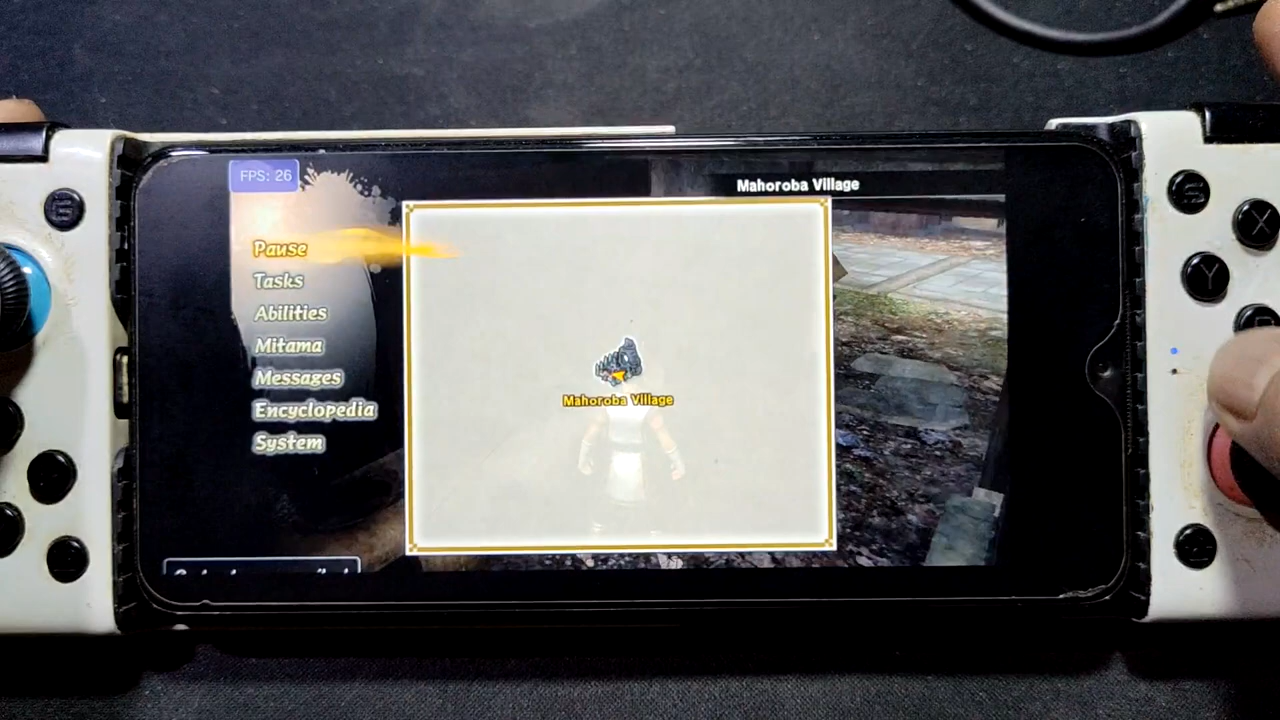 FPS: 26
Mahoroba Village
Pause
Tasks
Abilities
Mitama
Messages
Encyclopedia
System
Mahoroba Village
X
Y